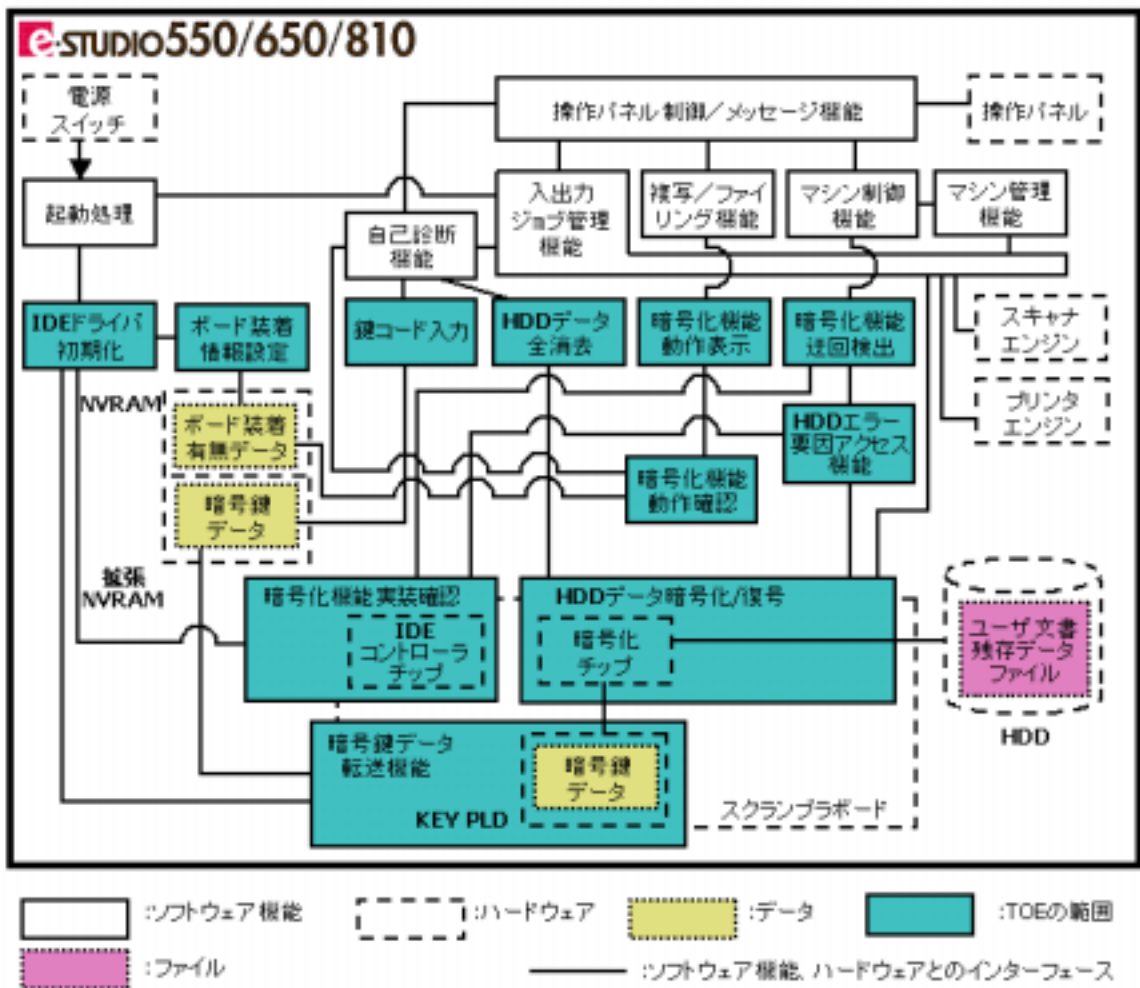 e-STUDIO550/650/810
電源
スイッチ
操作パネル制御／メッセージ機能
操作パネル
起動処理
入出力
ジョブ管理
機能
複写／ファイ
リング機能
マシン制御
機能
マシン管理
機能
自己診断
機能
IDEドライバ
初期化
ボード装着
情報設定
鍵コード入力
HDDデータ
全消去
暗号化機能
動作表示
暗号化機能
迂回検出
スキャナ
エンジン
NVRAM
ボード装着
有無データ
HDDエラー
要因アクセス
機能
プリンタ
エンジン
暗号化機能
動作確認
暗号鍵
データ
拡張
NVRAM
暗号化機能実装確認
IDE
コントローラ
チップ
HDDデータ暗号化/復号
暗号化
チップ
ユーザ文書
残存データ
ファイル
HDD
暗号鍵データ
転送機能
暗号鍵
データ
KEY PLD
スクランブラボード
:ソフトウェア機能
:ハードウェア
:データ
:TOEの範囲
:ファイル
:ソフトウェア機能、ハードウェアとのインターフェース